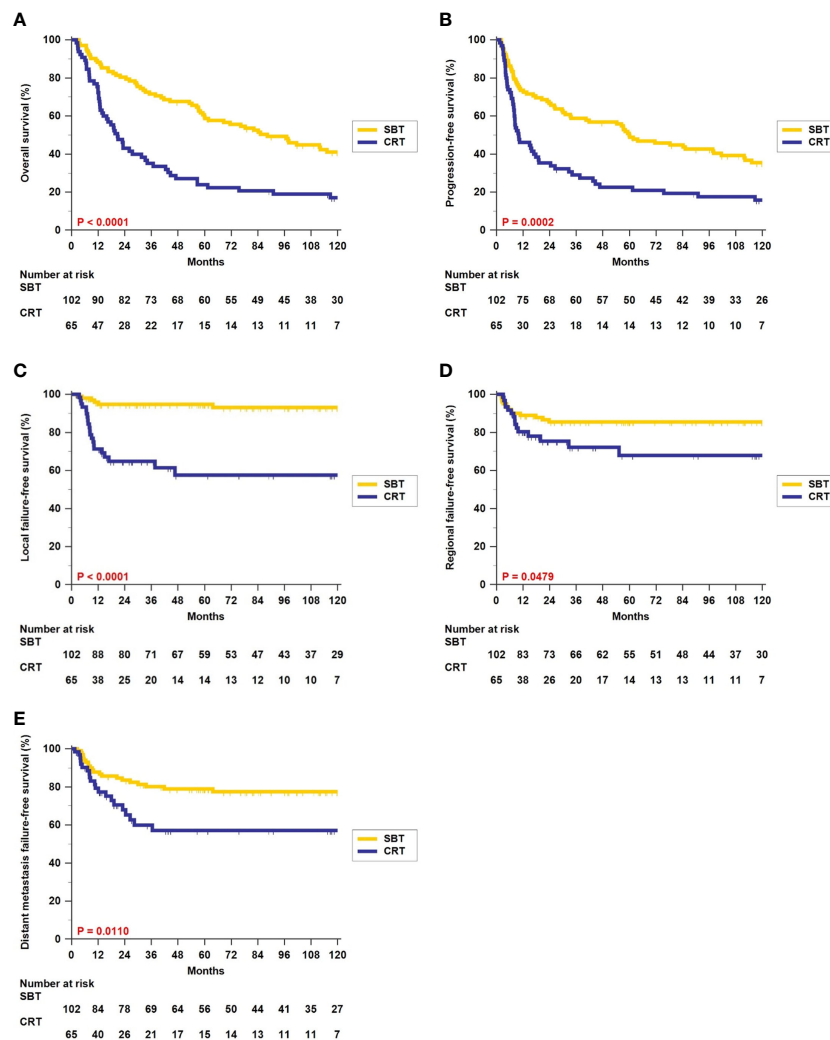 A
Overall survival (%)
100
80
60
40
20
0
P < 0.0001
0 12 24 36 48 60 72 84 96 108 120
Months
SBT
CRT
Number at risk
SBT
102 90 82 73 68 60 55 49 45 38 30
CRT
65 47 28 22 17 15 14 13 11 11 7
B
Progression-free survival (%)
100
80
60
40
20
0
P = 0.0002
0 12 24 36 48 60 72 84 96 108 120
Months
SBT
CRT
Number at risk
SBT
102 75 68 60 57 50 45 42 39 33 26
CRT
65 30 23 18 14 14 13 12 10 10 7
C
Local failure-free survival (%)
100
80
60
40
20
0
P < 0.0001
0 12 24 36 48 60 72 84 96 108 120
Months
SBT
CRT
Number at risk
SBT
102 88 80 71 67 59 53 47 43 37 29
CRT
65 38 25 20 14 14 13 12 10 10 7
D
Regional failure-free survival (%)
100
80
60
40
20
0
P = 0.0479
0 12 24 36 48 60 72 84 96 108 120
Months
SBT
CRT
Number at risk
SBT
102 83 73 66 62 55 51 48 44 37 30
CRT
65 38 26 20 17 14 13 13 11 11 7
E
Distant metastasis failure-free survival (%)
100
80
60
40
20
0
P = 0.0110
0 12 24 36 48 60 72 84 96 108 120
Months
SBT
CRT
Number at risk
SBT
102 84 78 69 64 56 50 44 41 35 27
CRT
65 40 26 21 17 15 14 13 11 11 7